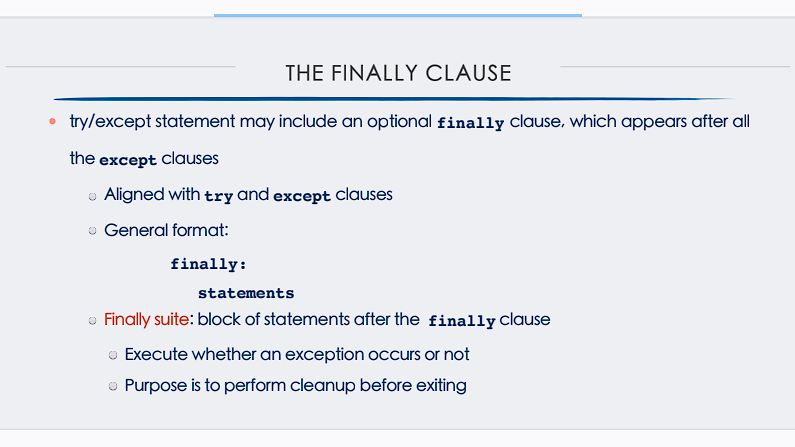 THE FINALLY CLAUSE
try/except statement may include an optional finally clause, which appears after all
the except clauses
Aligned with try and except clauses
General format:
finally:
statements
Finally suite: block of statements after the finally clause
Execute whether an exception occurs or not
Purpose is to perform cleanup before exiting